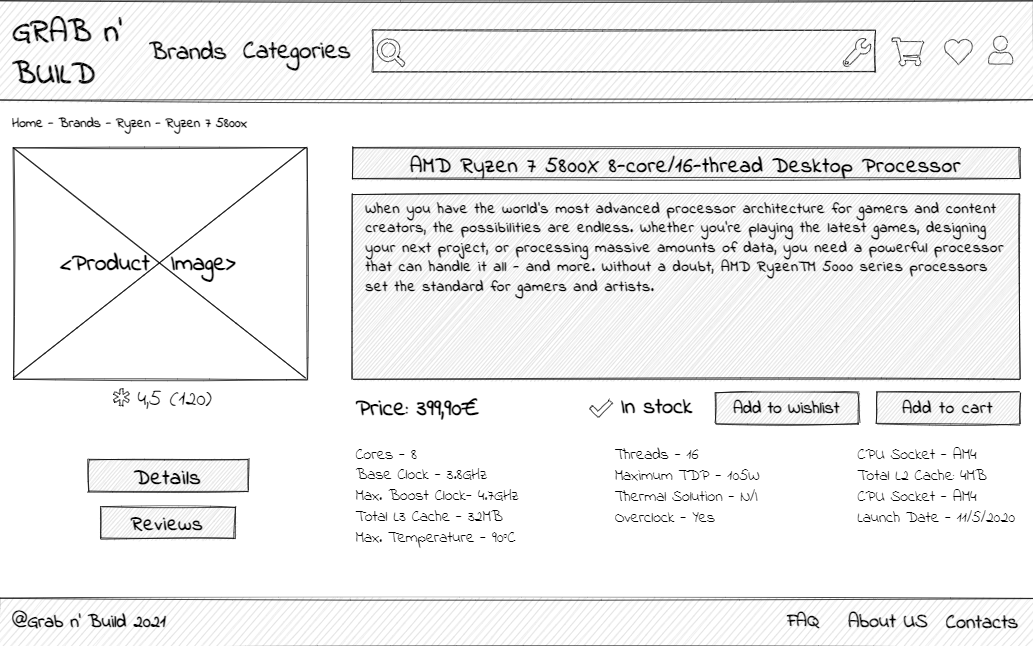 GRAB n'
BUILD
Brands Categories
Home - Brands - Ryzen - Ryzen 7 5800x
AMD Ryzen 7 5800X 8-core/16-thread Desktop Processor
When you have the world's most advanced processor architecture for gamers and content
creators, the possibilities are endless. Whether you're playing the latest games, designing
your next project, or processing massive amounts of data, you need a powerful processor
that can handle it all - and more. Without a doubt, AMD RyzenTM 5000 series processors
set the standard for gamers and artists.
<Product Image>
4,5 (120)
Price: 399,90€
In stock
Add to wishlist
Add to cart
Details
Reviews
Cores - 8
Base Clock - 3.8GHz
Max. Boost Clock- 4.7GHz
Total L3 Cache - 32MB
Max. Temperature - 90ºC
Threads - 16
Maximum TDP - 105W
Thermal Solution - N/I
Overclock - Yes
CPU Socket - AM4
Total L2 Cache: 4MB
CPU Socket - AM4
Launch Date - 11/5/2020
@Grab n' Build 2021
FAQ
About US
Contacts